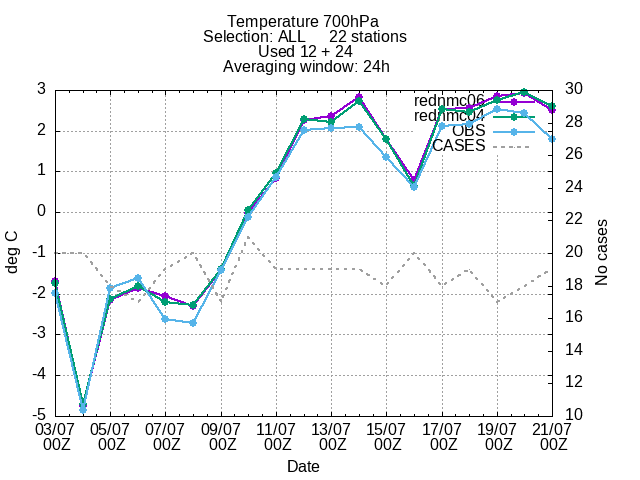 Temperature 700hPa
Selection: ALL 22 stations
Used 12 + 24
Averaging window: 24h
3 30
rednmc06
rednmc04
OBS
CASES
2 28
26
1 24
0 22
-1 20
-2 18
-3 16
-4 14
12
-5 10
deg C
No cases
03/07 05/07 07/07 09/07 11/07 13/07 15/07 17/07 19/07 21/07
00Z 00Z 00Z 00Z 00Z 00Z 00Z 00Z 00Z 00Z
Date